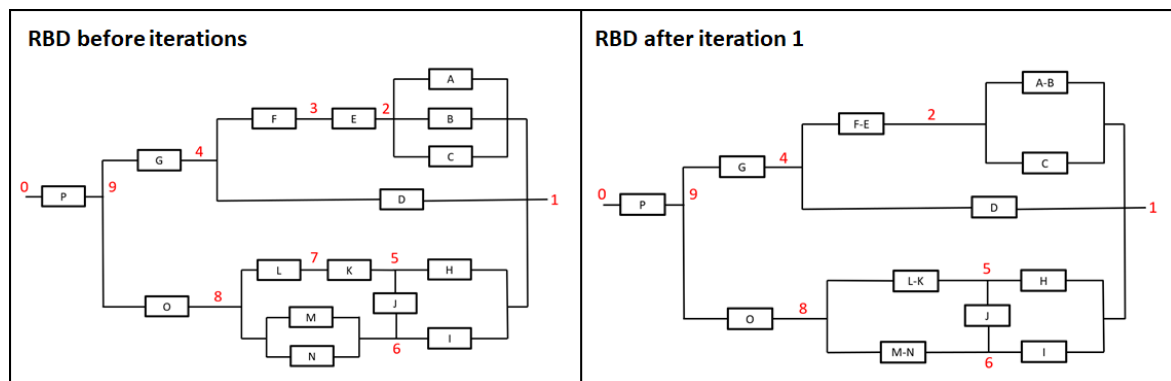 RBD before iterations
A
3
2
F
E
B
4
C
G
0
9
P
D
1
7
5
L
K
H
8
O
J
M
N
6
I
RBD after iteration 1
A-B
2
F-E
4
C
G
0
9
P
D
1
5
L-K
H
8
O
J
M-N
6
I